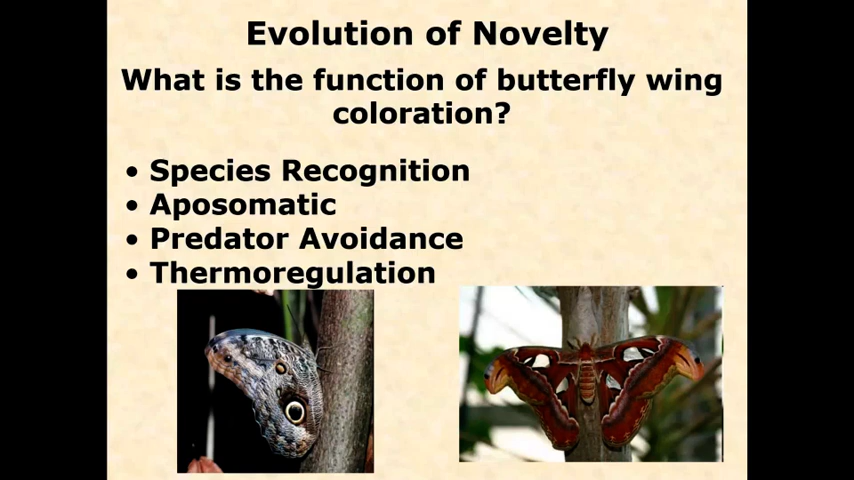 Evolution of Novelty
What is the function of butterfly wing
coloration?
• Species Recognition
• Aposomatic
• Predator Avoidance
• Thermoregulation